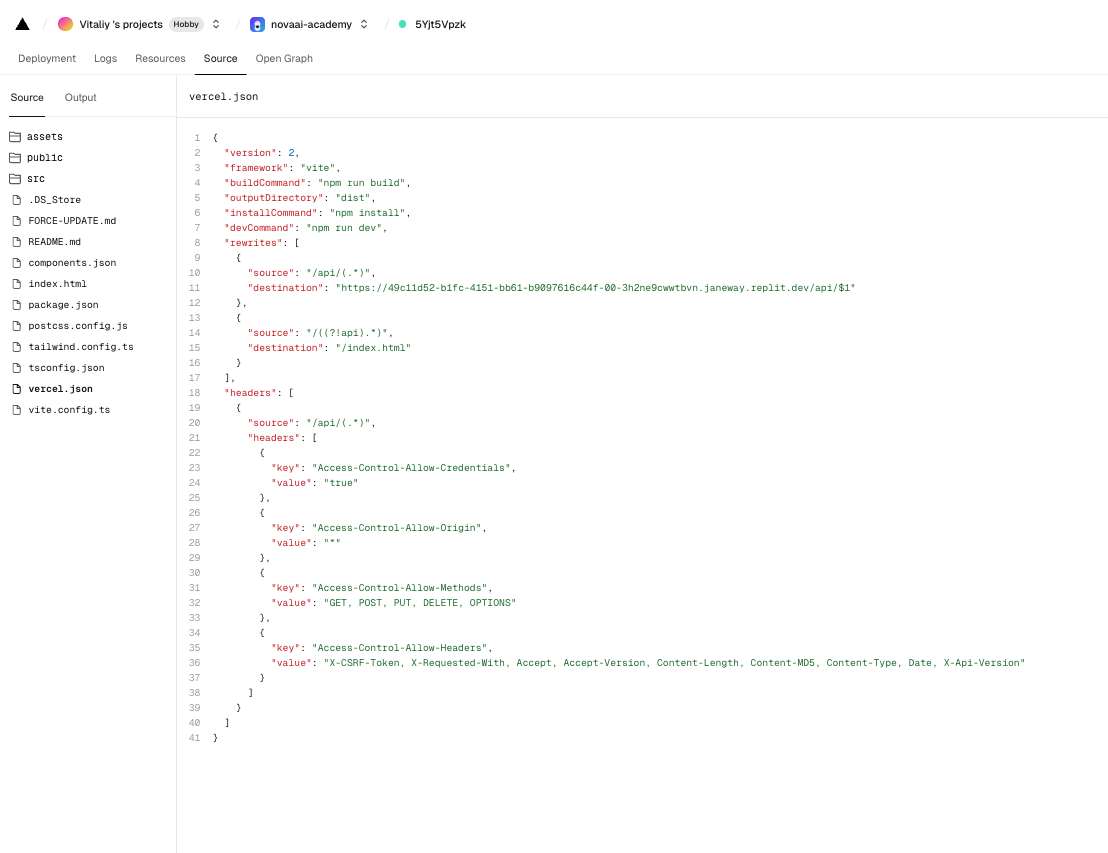 Vitaliy 's projects Hobby novaai-academy 5Yjt5Vpzk
Deployment Logs Resources Source Open Graph
Source Output
assets
public
src
.DS_Store
FORCE-UPDATE.md
README.md
components.json
index.html
package.json
postcss.config.js
tailwind.config.ts
tsconfig.json
vercel.json
vite.config.ts
vercel.json
1 {
2 "version": 2,
3 "framework": "vite",
4 "buildCommand": "npm run build",
5 "outputDirectory": "dist",
6 "installCommand": "npm install",
7 "devCommand": "npm run dev",
8 "rewrites": [
9 {
10 "source": "/api/(.*)",
11 "destination": "https://49c11d52-b1fc-4151-bb61-b9097616c44f-00-3h2ne9cwwtbvn.janeway.replit.dev/api/$1"
12 },
13 {
14 "source": "/((?!api).*)",
15 "destination": "/index.html"
16 }
17 ],
18 "headers": [
19 {
20 "source": "/api/(.*)",
21 "headers": [
22 {
23 "key": "Access-Control-Allow-Credentials",
24 "value": "true"
25 },
26 {
27 "key": "Access-Control-Allow-Origin",
28 "value": "*"
29 },
30 {
31 "key": "Access-Control-Allow-Methods",
32 "value": "GET, POST, PUT, DELETE, OPTIONS"
33 },
34 {
35 "key": "Access-Control-Allow-Headers",
36 "value": "X-CSRF-Token, X-Requested-With, Accept, Accept-Version, Content-Length, Content-MD5, Content-Type, Date, X-Api-Version"
37 }
38 ]
39 }
40 ]
41 }